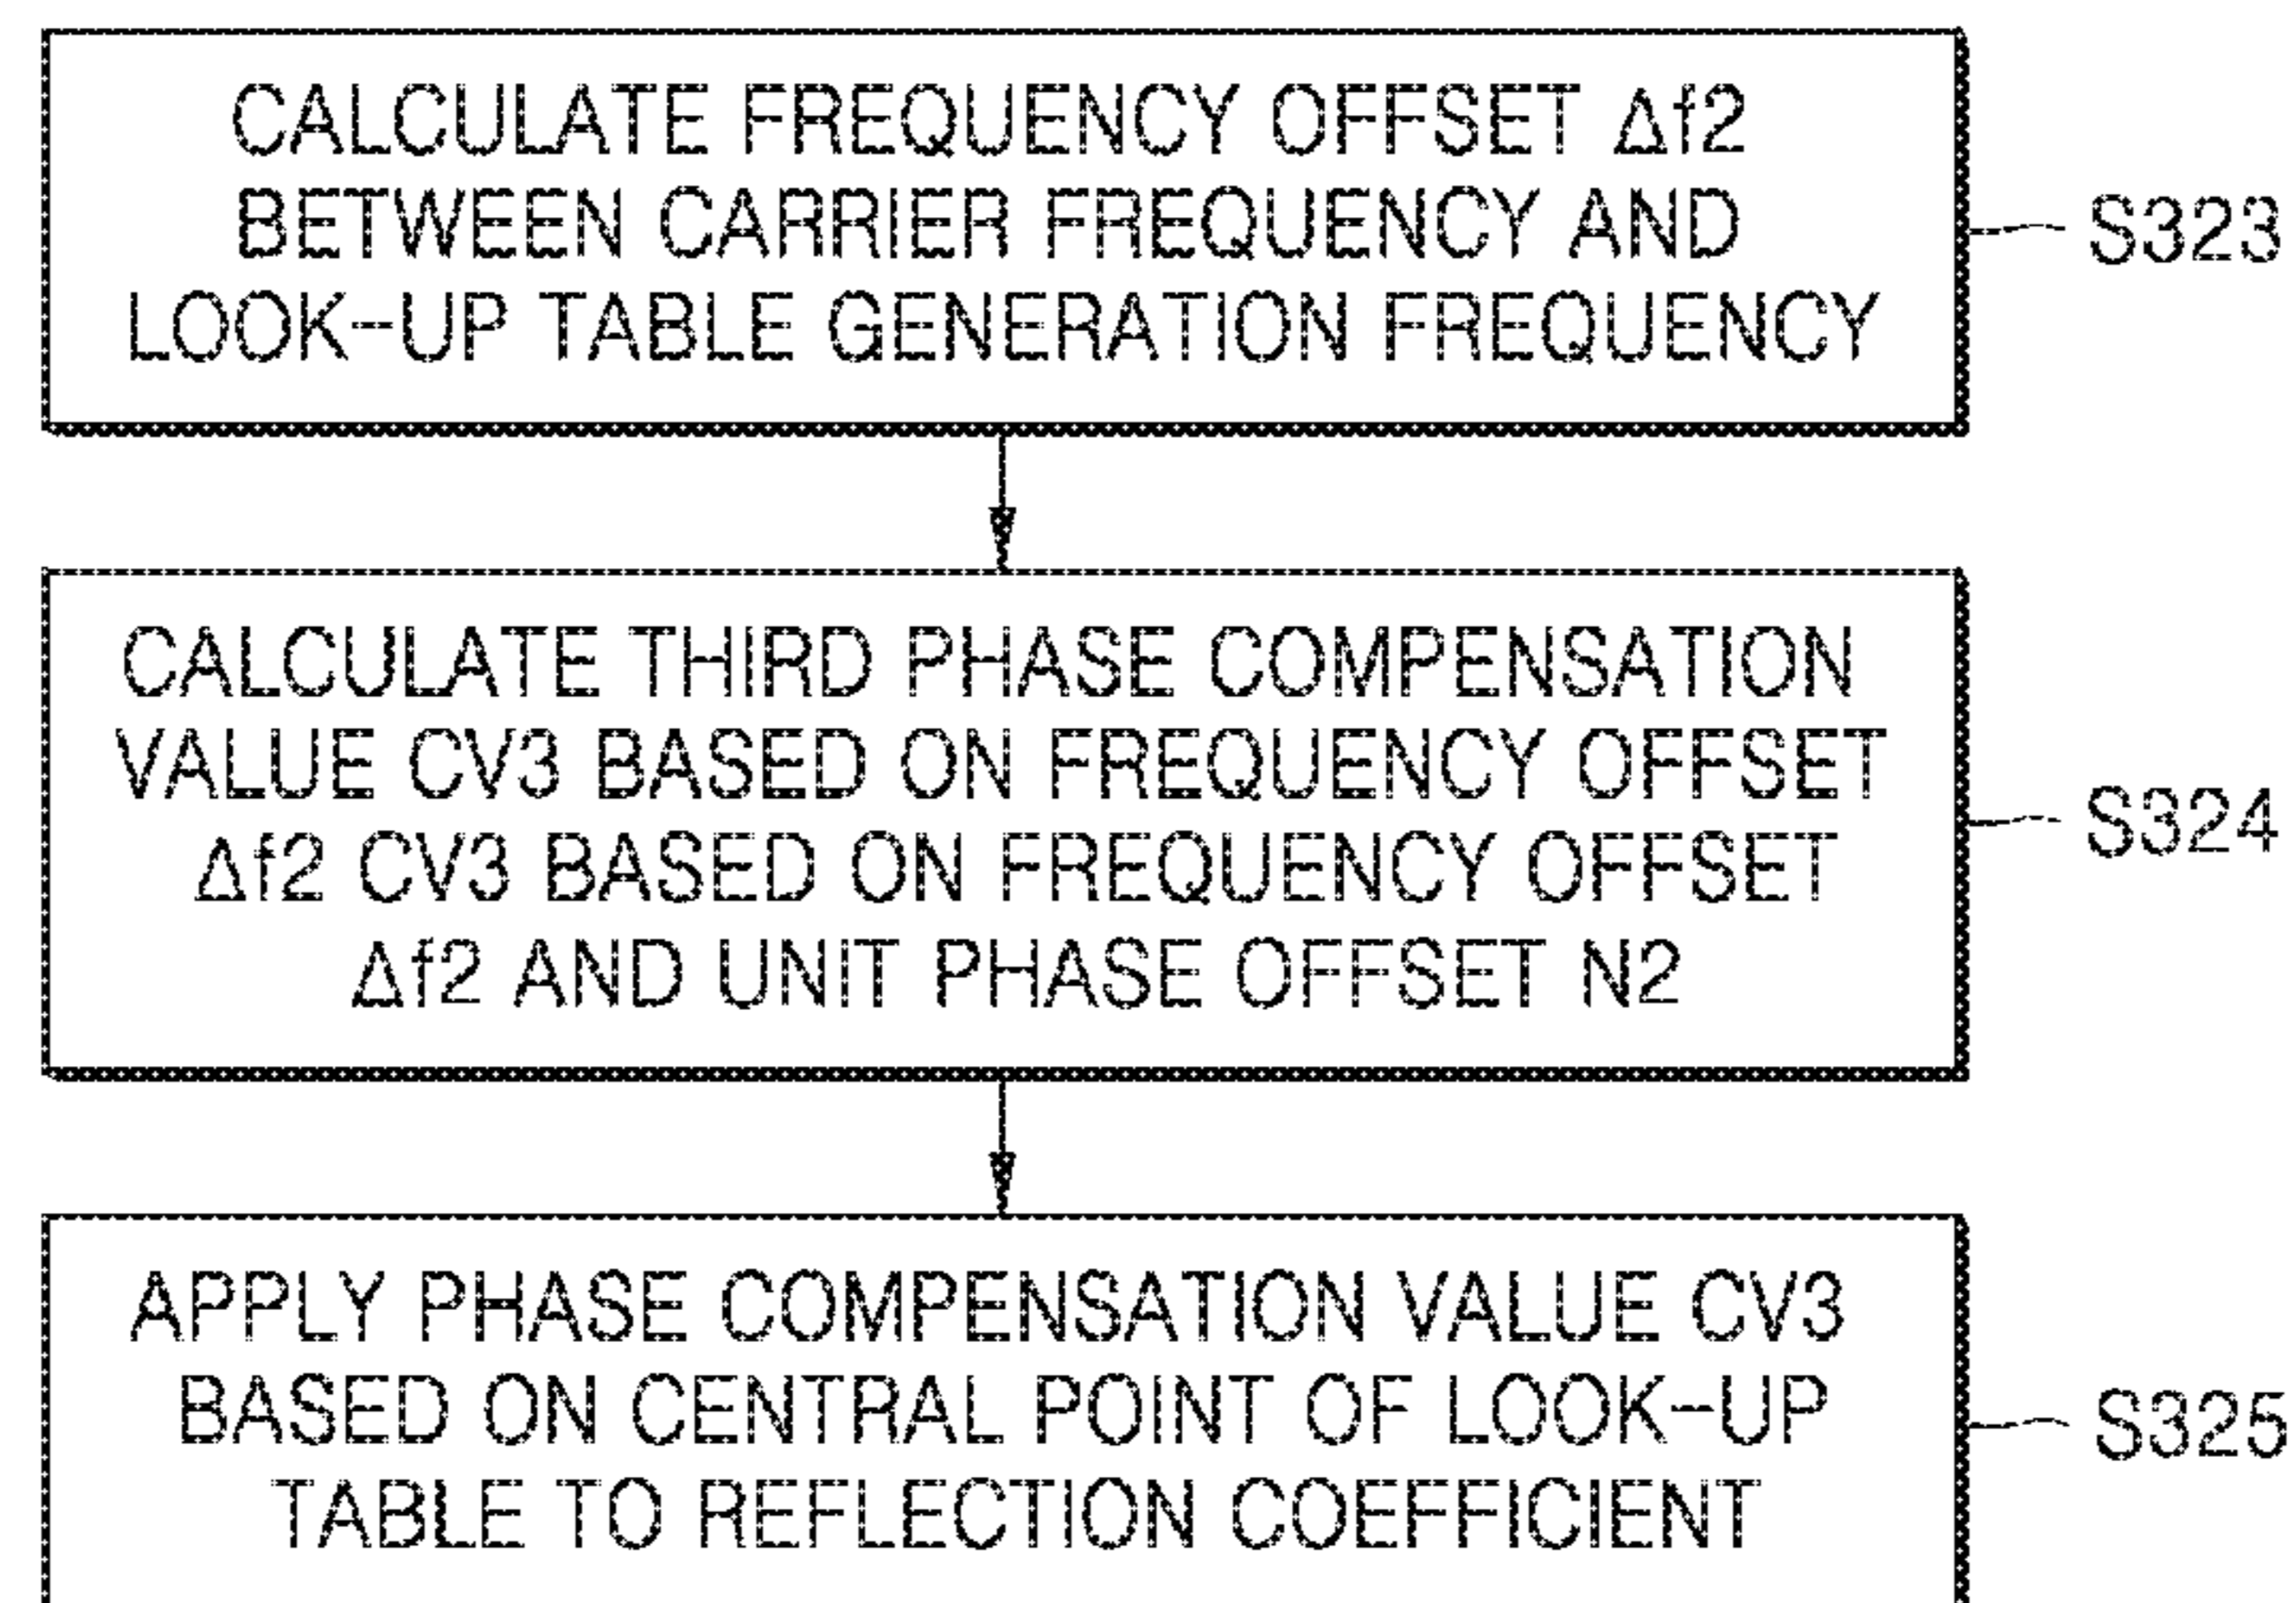 CALCULATE FREQUENCY OFFSET Δf2
BETWEEN CARRIER FREQUENCY AND
LOOK-UP TABLE GENERATION FREQUENCY
S323
CALCULATE THIRD PHASE COMPENSATION
VALUE CV3 BASED ON FREQUENCY OFFSET
Δf2 CV3 BASED ON FREQUENCY OFFSET
Δf2 AND UNIT PHASE OFFSET N2
S324
APPLY PHASE COMPENSATION VALUE CV3
BASED ON CENTRAL POINT OF LOOK-UP
TABLE TO REFLECTION COEFFICIENT
S325